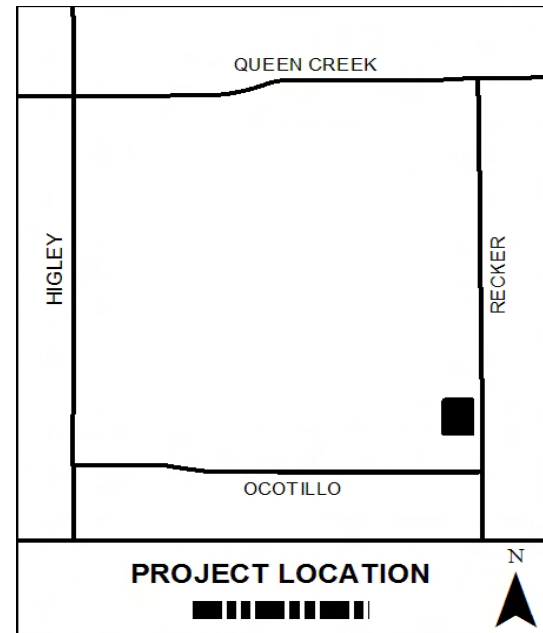 QUEEN CREEK
HIGLEY
RECKER
OCOTILLO
PROJECT LOCATION
N